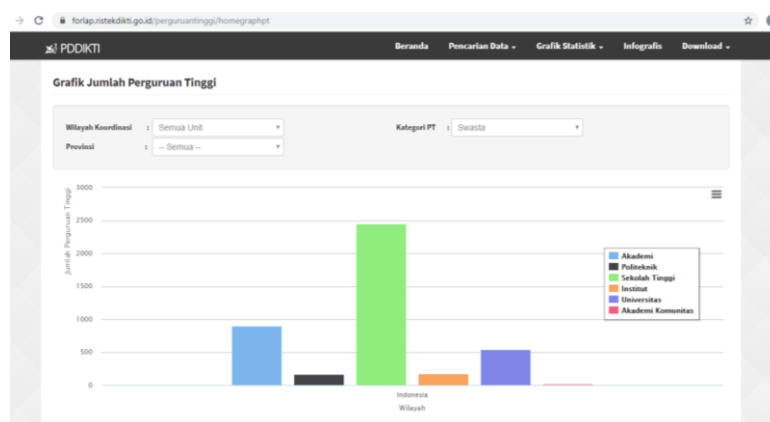 forlap.ristekdikti.go.id/perguruantinggi/homegraphpt
PDDIKTI
Beranda Pencarian Data Grafik Statistik Infografis Download
Grafik Jumlah Perguruan Tinggi
Wilayah Koordinasi : Semua Unit
Kategori PT : Swasta
Provinsi : -- Semua --
Jumlah Perguruan Tinggi
3000
2500
2000
1500
1000
500
0
Akademi
Politeknik
Sekolah Tinggi
Institut
Universitas
Akademi Komunitas
Indonesia
Wilayah